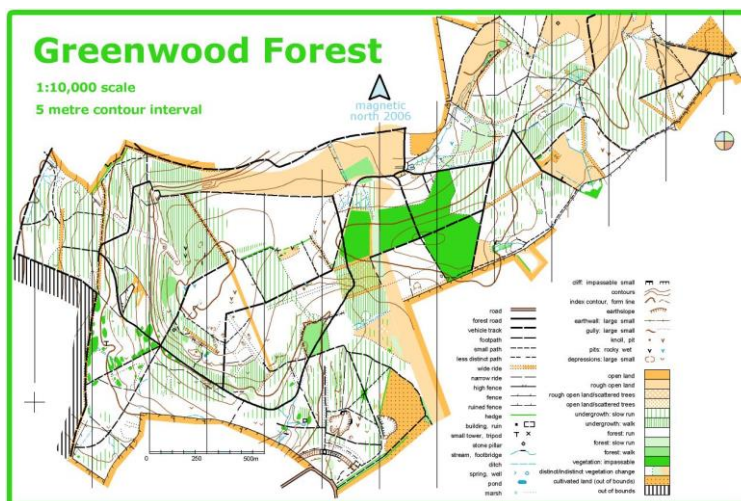 Greenwood Forest
1:10,000 scale
5 metre contour interval
magnetic
north 2006
0 250 500m
road
forest road
vehicle track
footpath
small path
less distinct path
wide ride
narrow ride
high fence
fence
ruined fence
hedge
building, ruin
small tower, tripod
stone pillar
stream, footbridge
ditch
spring, well
pond
marsh
cliff: impassable small
contours
index contour, form line
earthslope
earthwall: large small
gully: large small
knoll, pit
pits: rocky wet
depressions: large small
open land
rough open land
rough open land/scattered trees
open land/scattered trees
undergrowth: slow run
undergrowth: walk
forest: run
forest: slow run
forest: walk
vegetation: impassable
distinct/indistinct vegetation change
cultivated land (out of bounds)
out of bounds